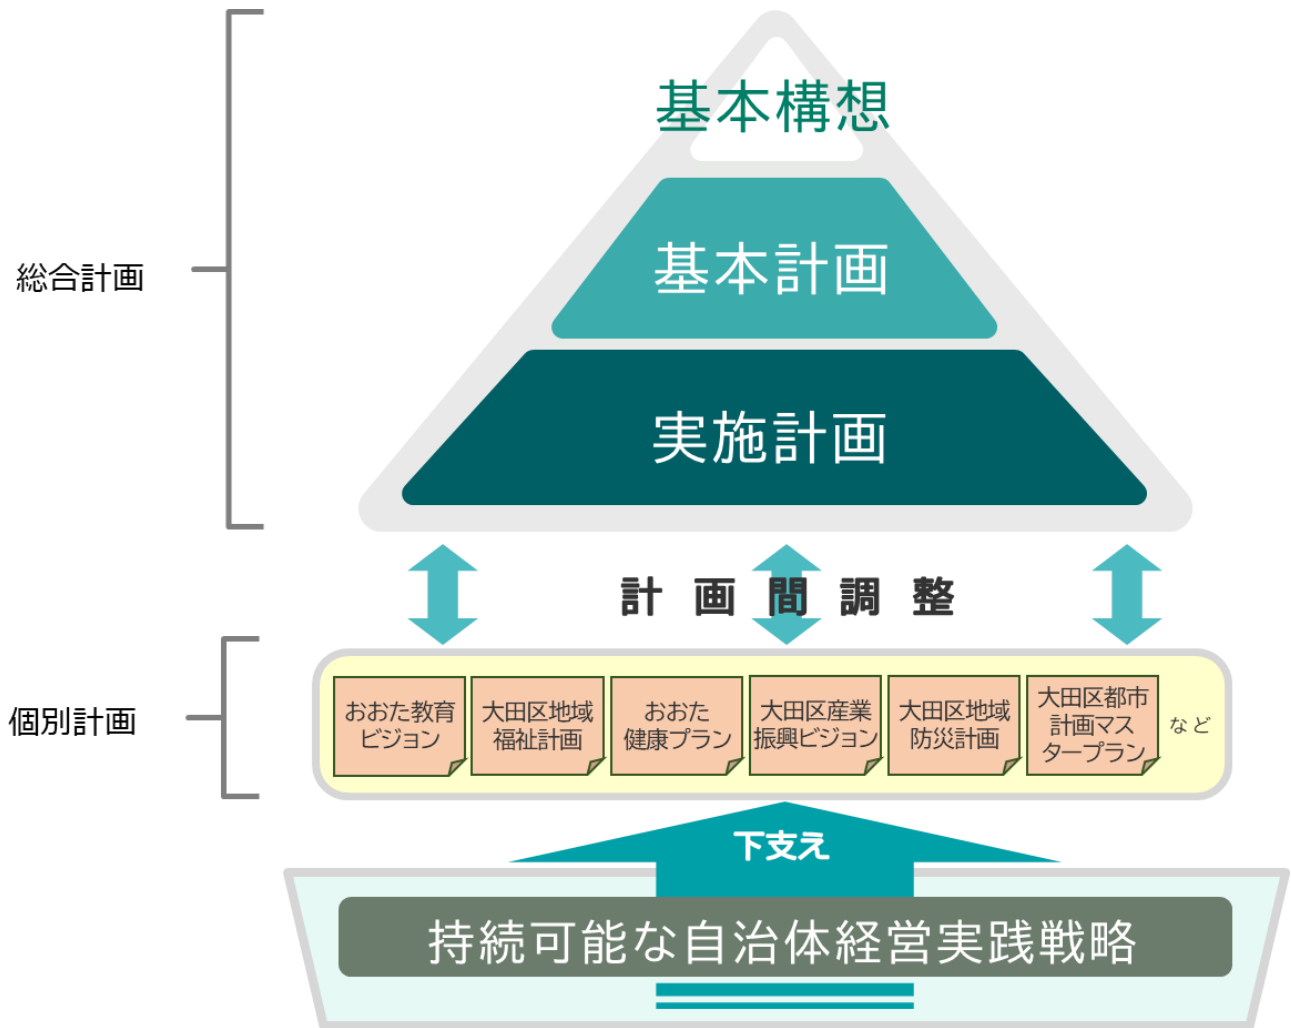 基本構想
総合計画
基本計画
実施計画
計画間調整
個別計画
おおた教育
ビジョン
大田区地域
福祉計画
おおた
健康プラン
大田区産業
振興ビジョン
大田区地域
防災計画
大田区都市
計画マス
タープラン
など
下支え
持続可能な自治体経営実践戦略